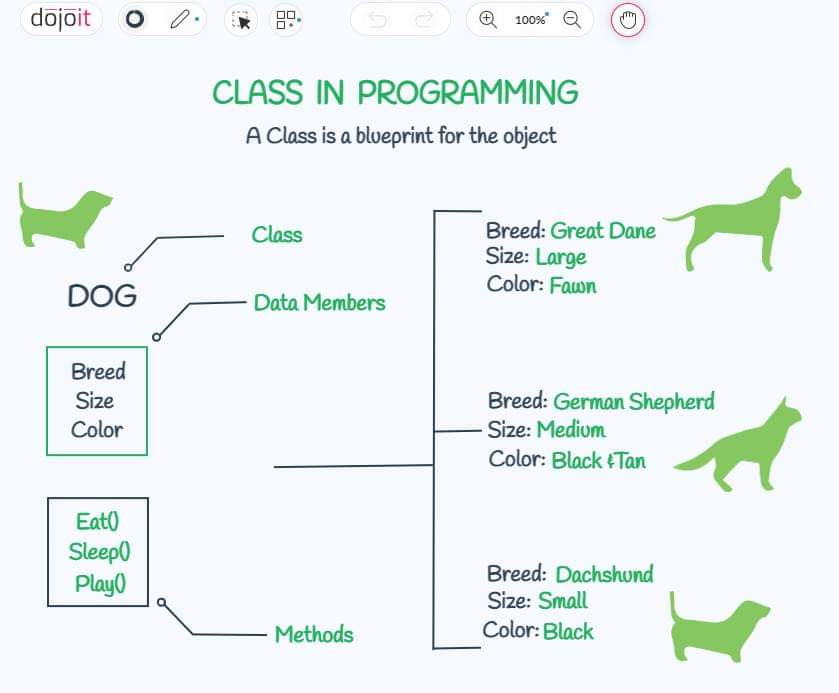 dojoit
100%
CLASS IN PROGRAMMING
A Class is a blueprint for the object
Class
DOG
Data Members
Breed
Size
Color
Eat()
Sleep()
Play()
Methods
Breed: Great Dane
Size: Large
Color: Fawn
Breed: German Shepherd
Size: Medium
Color: Black &Tan
Breed: Dachshund
Size: Small
Color: Black